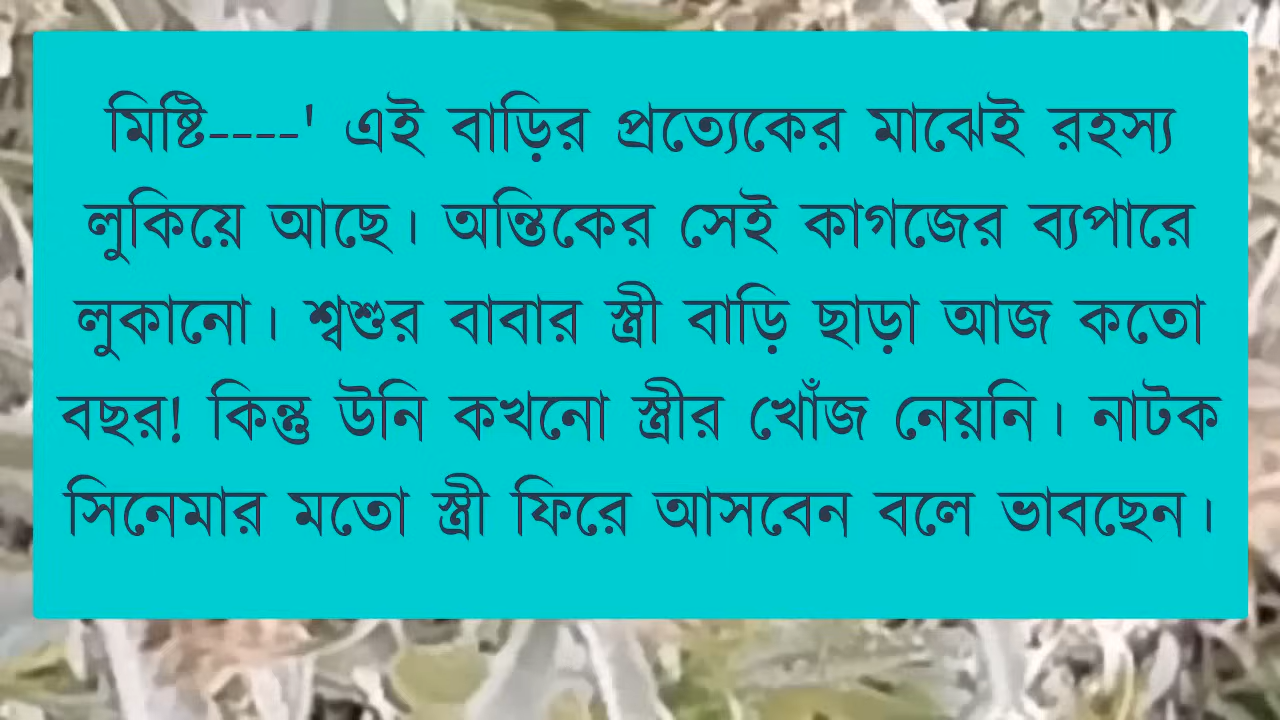 মিষ্টি----' এই বাড়ির প্রত্যেকের মাঝেই রহস্য
লুকিয়ে আছে। অন্তিকের সেই কাগজের ব্যপারে
লুকানো। শ্বশুর বাবার স্ত্রী বাড়ি ছাড়া আজ কতো
বছর! কিন্তু উনি কখনো স্ত্রীর খোঁজ নেয়নি। নাটক
সিনেমার মতো স্ত্রী ফিরে আসবেন বলে ভাবছেন।